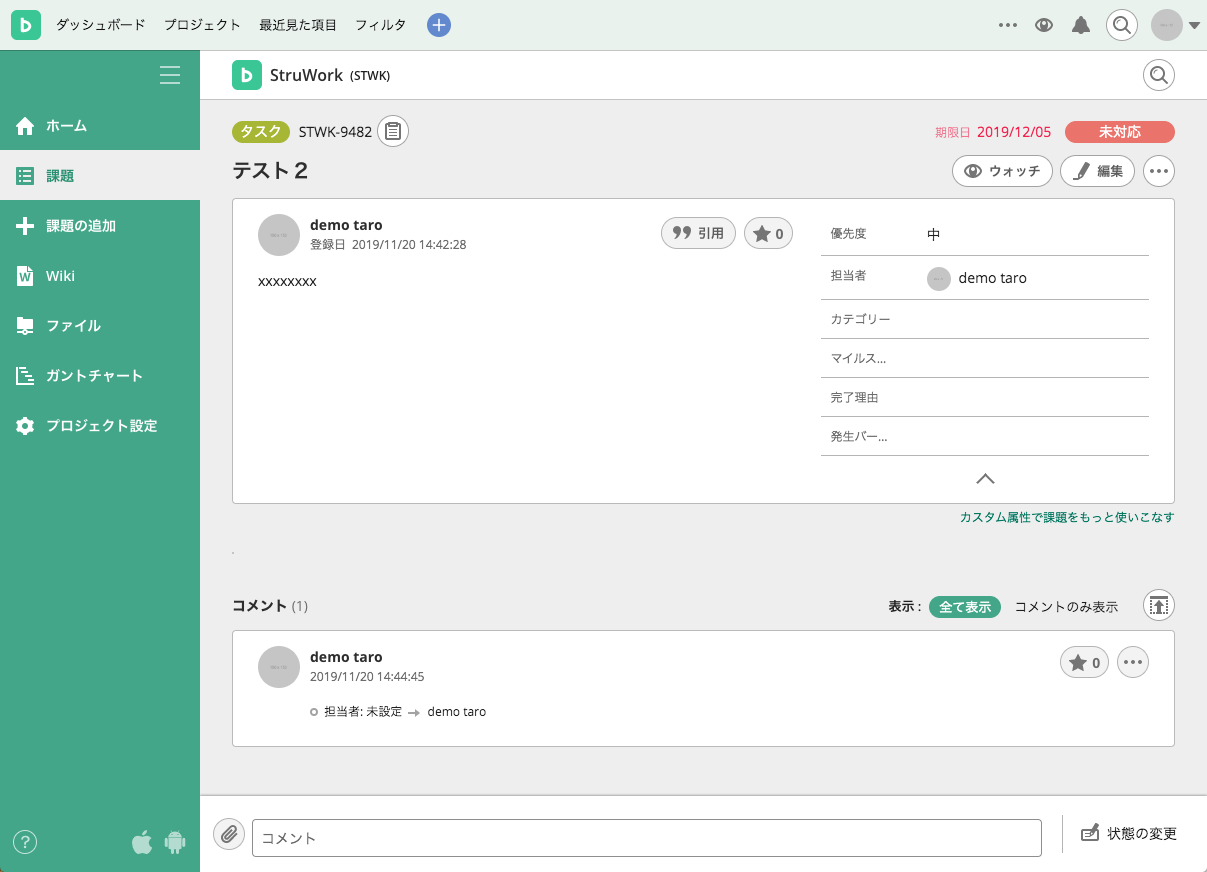 ダッシュボード プロジェクト 最近見た項目 フィルタ
StruWork (STWK)
ホーム
課題
課題の追加
Wiki
ファイル
ガントチャート
プロジェクト設定
タスク STWK-9482 期限日 2019/12/05 未対応
テスト２ ウォッチ 編集
demo taro
登録日 2019/11/20 14:42:28
引用 0
xxxxxxxx
優先度 中
担当者 demo taro
カテゴリー
マイルス...
完了理由
発生バー...
カスタム属性で課題をもっと使いこなす
コメント (1) 表示 : 全て表示 コメントのみ表示
demo taro
2019/11/20 14:44:45
0
担当者: 未設定 → demo taro
コメント
状態の変更